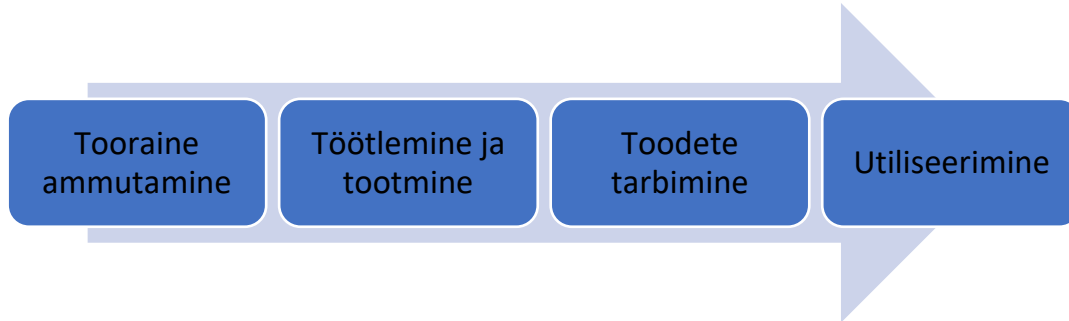 Tooraine
ammutamine
Töötlemine ja
tootmine
Toodete
tarbimine
Utiliseerimine